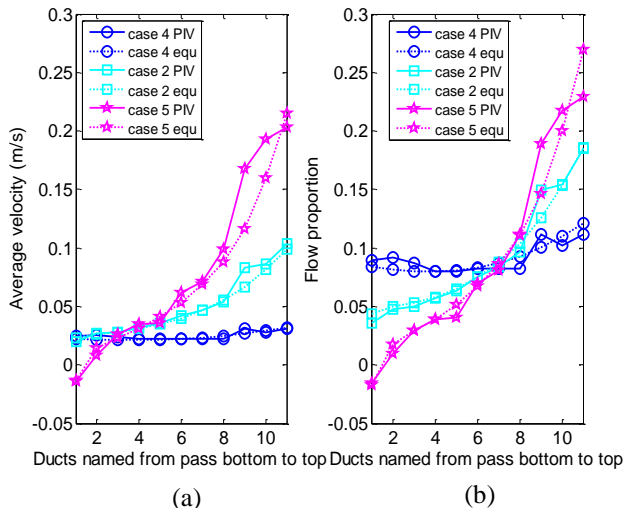 0.3
0.25
0.2
0.15
0.1
0.05
0
-0.05
Average velocity (m/s)
case 4 PIV
case 4 equ
case 2 PIV
case 2 equ
case 5 PIV
case 5 equ
2 4 6 8 10
Ducts named from pass bottom to top
(a)
0.3
0.25
0.2
0.15
0.1
0.05
0
-0.05
Flow proportion
case 4 PIV
case 4 equ
case 2 PIV
case 2 equ
case 5 PIV
case 5 equ
2 4 6 8 10
Ducts named from pass bottom to top
(b)